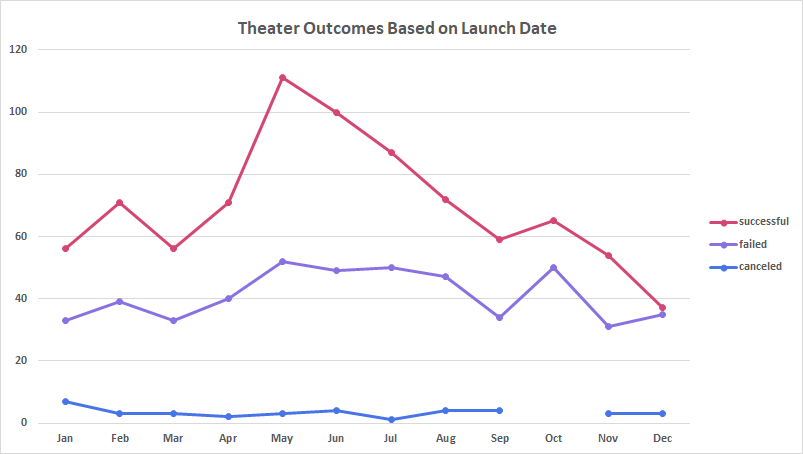 Theater Outcomes Based on Launch Date
120
100
80
60
40
20
0
Jan Feb Mar Apr May Jun Jul Aug Sep Oct Nov Dec
successful
failed
canceled